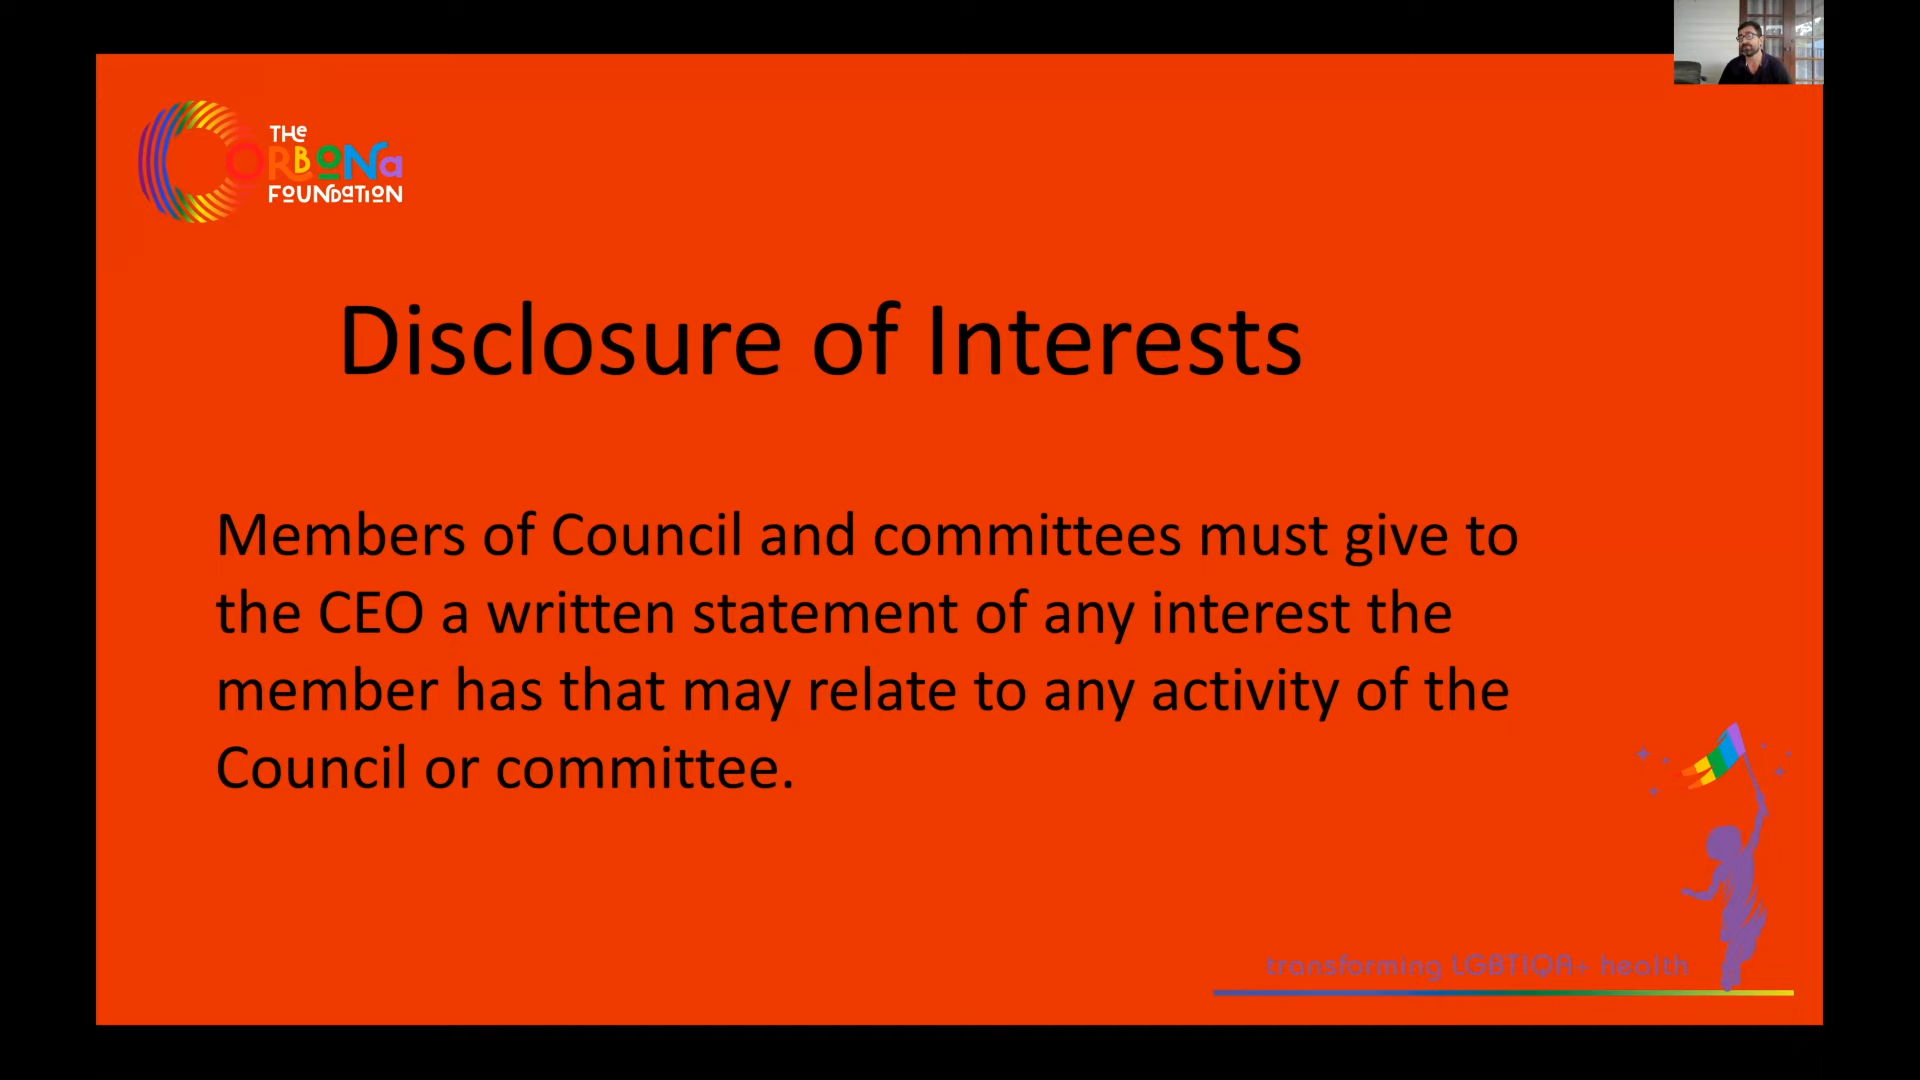 THe
CORBONa
FOUNDaTION
Disclosure of Interests
Members of Council and committees must give to
the CEO a written statement of any interest the
member has that may relate to any activity of the
Council or committee.
transforming LGBTIQA+ health